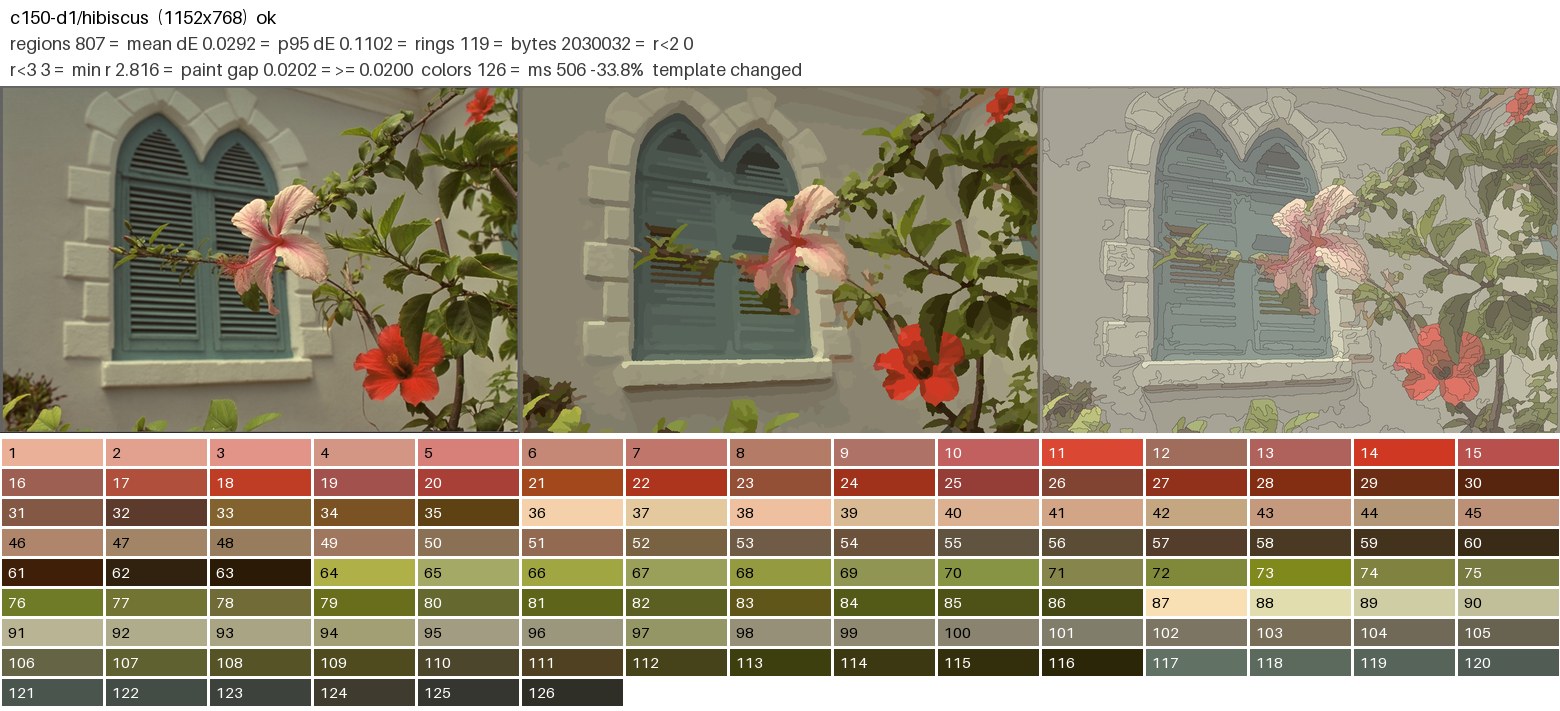 c150-d1/hibiscus (1152x768) ok
regions 807 = mean dE 0.0292 = p95 dE 0.1102 = rings 119 = bytes 2030032 = r<2 0
r<3 3 = min r 2.816 = paint gap 0.0202 = >= 0.0200 colors 126 = ms 506 -33.8% template changed
1 2 3 4 5 6 7 8 9 10 11 12 13 14 15
16 17 18 19 20 21 22 23 24 25 26 27 28 29 30
31 32 33 34 35 36 37 38 39 40 41 42 43 44 45
46 47 48 49 50 51 52 53 54 55 56 57 58 59 60
61 62 63 64 65 66 67 68 69 70 71 72 73 74 75
76 77 78 79 80 81 82 83 84 85 86 87 88 89 90
91 92 93 94 95 96 97 98 99 100 101 102 103 104 105
106 107 108 109 110 111 112 113 114 115 116 117 118 119 120
121 122 123 124 125 126